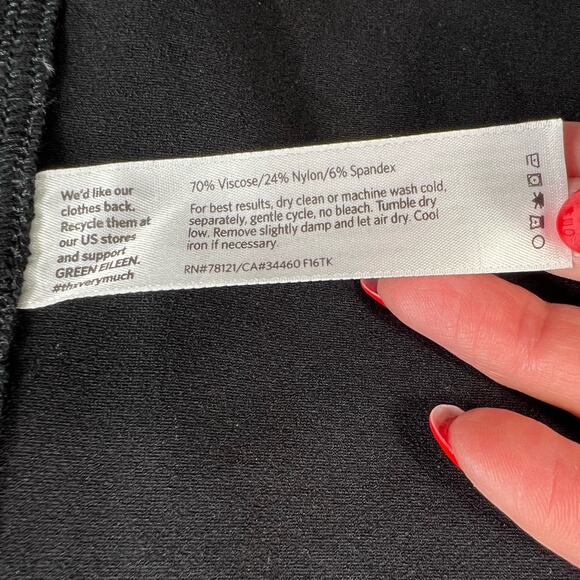 We'd like our
clothes back.
Recycle them at
our US stores
and support
GREEN EILEEN.
#thxverymuch
70% Viscose/24% Nylon/6% Spandex
For best results, dry clean or machine wash cold,
separately, gentle cycle, no bleach. Tumble dry
low. Remove slightly damp and let air dry. Cool
iron if necessary.
RN#78121/CA#34460 F16TK